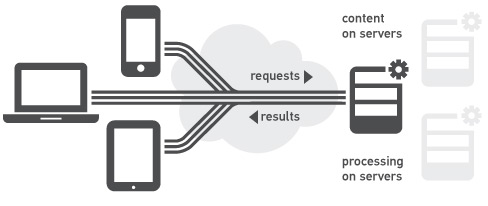 content
on servers
requests
results
processing
on servers